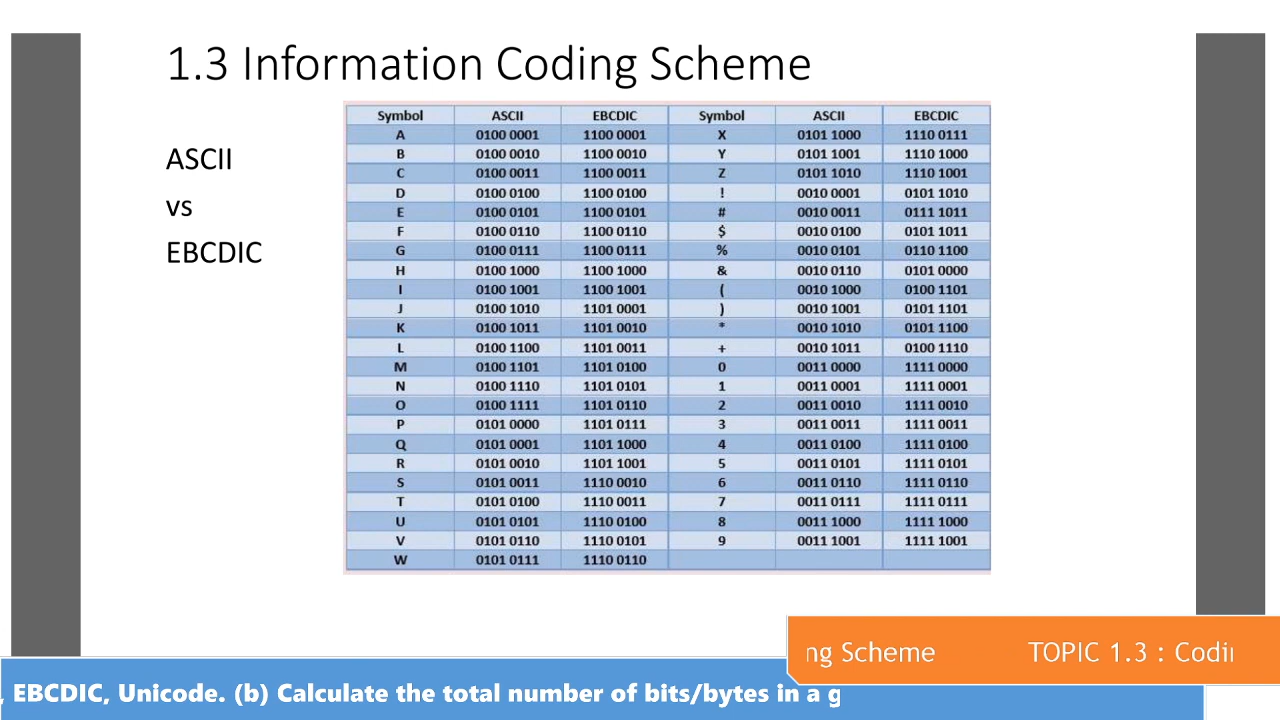 1.3 Information Coding Scheme
ASCII
vs
EBCDIC
Symbol ASCII EBCDIC Symbol ASCII EBCDIC
A 0100 0001 1100 0001 X 0101 1000 1110 0111
B 0100 0010 1100 0010 Y 0101 1001 1110 1000
C 0100 0011 1100 0011 Z 0101 1010 1110 1001
D 0100 0100 1100 0100 ! 0010 0001 0101 1010
E 0100 0101 1100 0101 # 0010 0011 0111 1011
F 0100 0110 1100 0110 $ 0010 0100 0101 1011
G 0100 0111 1100 0111 % 0010 0101 0110 1100
H 0100 1000 1100 1000 & 0010 0110 0101 0000
I 0100 1001 1100 1001 ( 0010 1000 0100 1101
J 0100 1010 1101 0001 ) 0010 1001 0101 1101
K 0100 1011 1101 0010 * 0010 1010 0101 1100
L 0100 1100 1101 0011 + 0010 1011 0100 1110
M 0100 1101 1101 0100 0 0011 0000 1111 0000
N 0100 1110 1101 0101 1 0011 0001 1111 0001
O 0100 1111 1101 0110 2 0011 0010 1111 0010
P 0101 0000 1101 0111 3 0011 0011 1111 0011
Q 0101 0001 1101 1000 4 0011 0100 1111 0100
R 0101 0010 1101 1001 5 0011 0101 1111 0101
S 0101 0011 1110 0010 6 0011 0110 1111 0110
T 0101 0100 1110 0011 7 0011 0111 1111 0111
U 0101 0101 1110 0100 8 0011 1000 1111 1000
V 0101 0110 1110 0101 9 0011 1001 1111 1001
W 0101 0111 1110 0110
ng Scheme TOPIC 1.3 : Codi
, EBCDIC, Unicode. (b) Calculate the total number of bits/bytes in a g